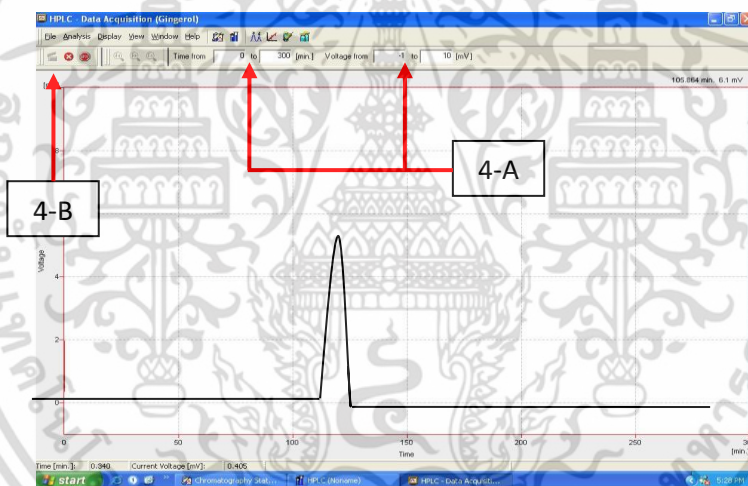 HPLC - Data Acquisition (Gingerol)
File Analysis Display View Window Help
Time from 0 to 300 [min.] Voltage from -1 to 10 [mV]
105.864 min, 6.1 mV
8
4-A
4-B
Voltage
4
2
0
0 50 100 150 200 250
Time
[min.]
Time [min.]: 0.340 Current Voltage [mV]: 0.405
start Chromatography Stat... HPLC (Noname) HPLC - Data Acquisiti... 5:28 PM